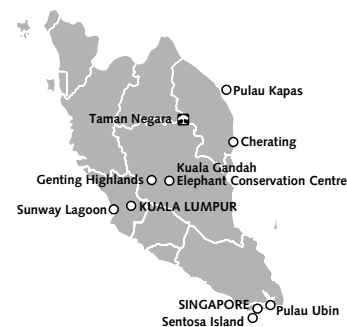 Pulau Kapas
Taman Negara
Cherating
Kuala Gandah
Genting Highlands
Elephant Conservation Centre
Sunway Lagoon
KUALA LUMPUR
SINGAPORE
Pulau Ubin
Sentosa Island